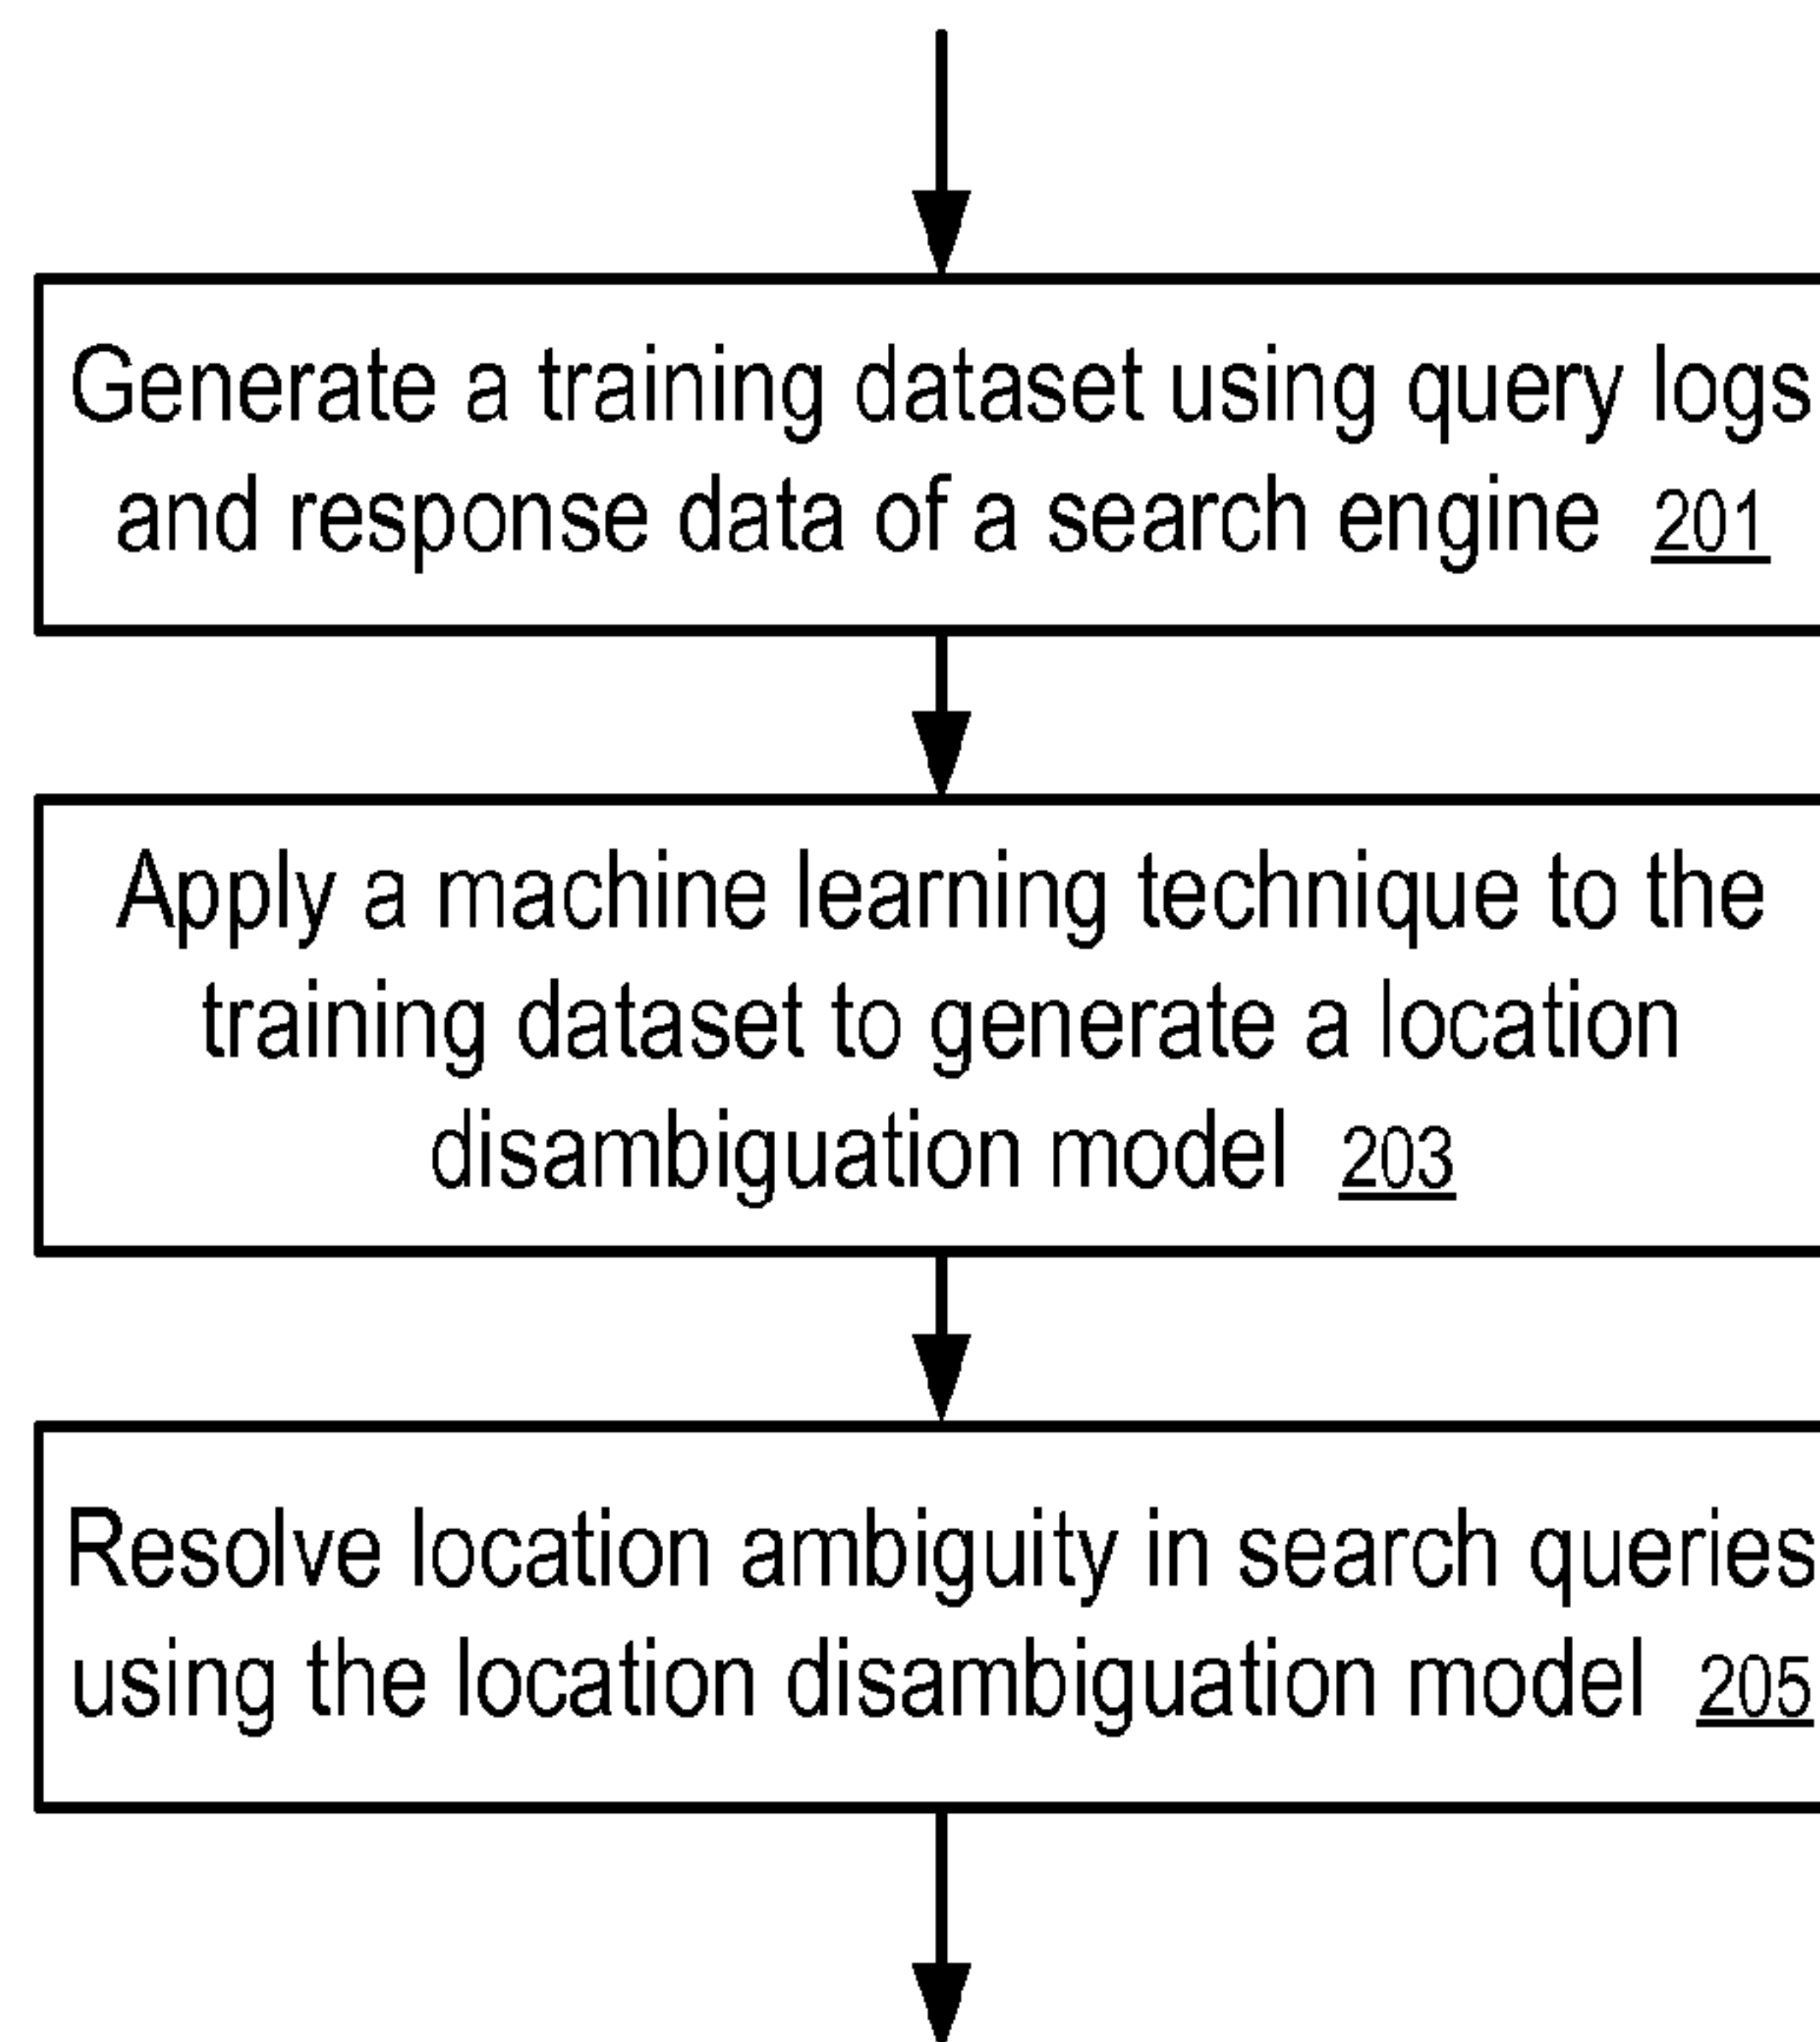 Generate a training dataset using query logs
and response data of a search engine 201
Apply a machine learning technique to the
training dataset to generate a location
disambiguation model 203
Resolve location ambiguity in search queries
using the location disambiguation model 205